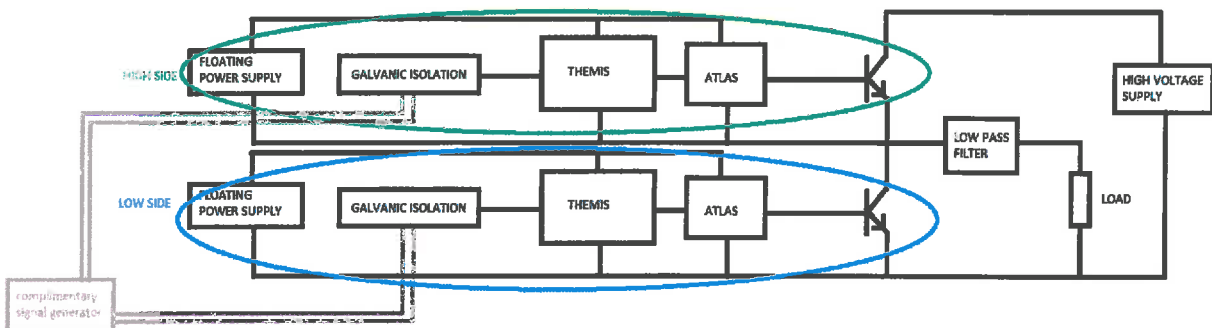 FLOATING
POWER SUPPLY
HIGH SIDE
GALVANIC ISOLATION
THEMIS
ATLAS
HIGH VOLTAGE
SUPPLY
LOW PASS
FILTER
FLOATING
POWER SUPPLY
LOW SIDE
GALVANIC ISOLATION
THEMIS
ATLAS
LOAD
complimentary
signal generator